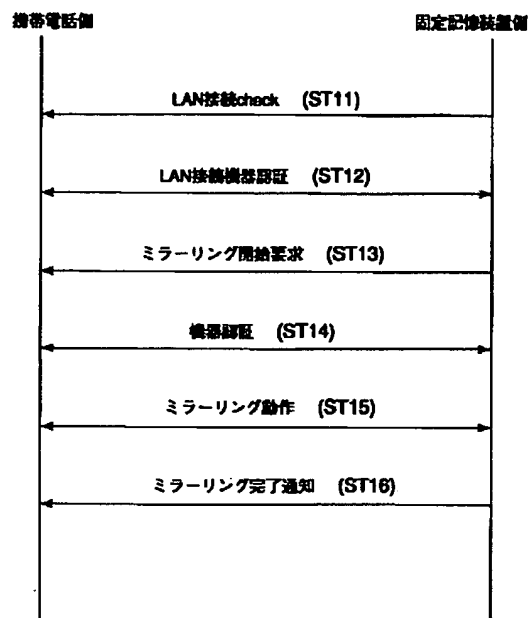 携帯電話側
固定記憶装置側
LAN接続check (ST11)
LAN接続機器認証 (ST12)
ミラーリング開始要求 (ST13)
機器認証 (ST14)
ミラーリング動作 (ST15)
ミラーリング完了通知 (ST16)